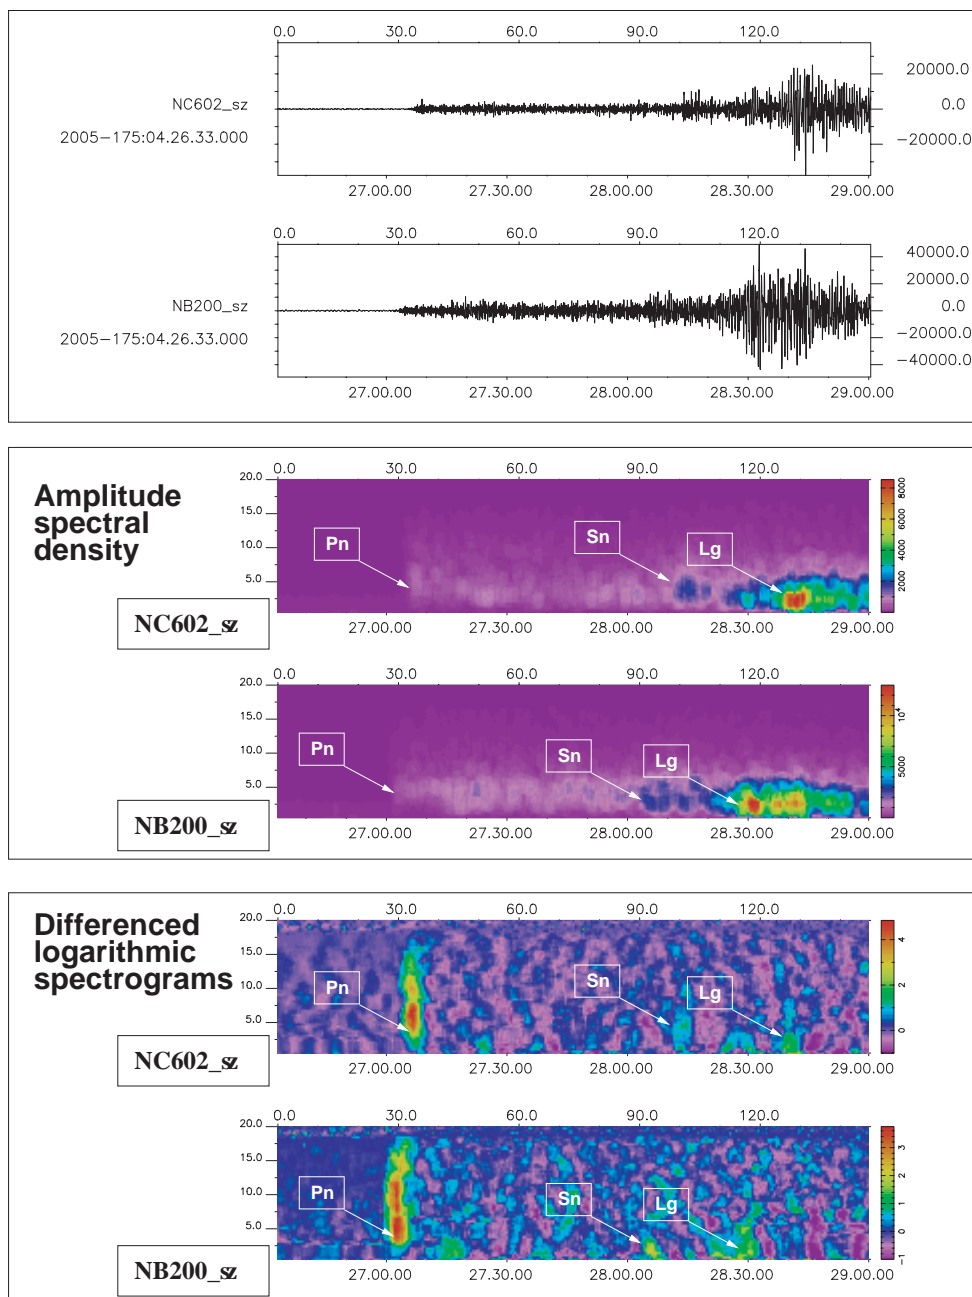 0.0 30.0 60.0 90.0 120.0
NC602_sz
2005-175:04.26.33.000
20000.0
0.0
-20000.0
27.00.00 27.30.00 28.00.00 28.30.00 29.00.00
0.0 30.0 60.0 90.0 120.0
NB200_sz
2005-175:04.26.33.000
40000.0
20000.0
0.0
-20000.0
-40000.0
27.00.00 27.30.00 28.00.00 28.30.00 29.00.00
Amplitude
spectral
density
0.0 30.0 60.0 90.0 120.0
20.0
15.0
10.0
5.0
Pn
Sn
Lg
8000
6000
4000
2000
NC602_sz
27.00.00 27.30.00 28.00.00 28.30.00 29.00.00
0.0 30.0 60.0 90.0 120.0
20.0
15.0
10.0
5.0
Pn
Sn
Lg
10⁴
5000
NB200_sz
27.00.00 27.30.00 28.00.00 28.30.00 29.00.00
Differenced
logarithmic
spectrograms
0.0 30.0 60.0 90.0 120.0
20.0
15.0
10.0
5.0
Pn
Sn
Lg
4
2
0
NC602_sz
27.00.00 27.30.00 28.00.00 28.30.00 29.00.00
0.0 30.0 60.0 90.0 120.0
20.0
15.0
10.0
5.0
Pn
Sn
Lg
3
2
1
0
-1
NB200_sz
27.00.00 27.30.00 28.00.00 28.30.00 29.00.00